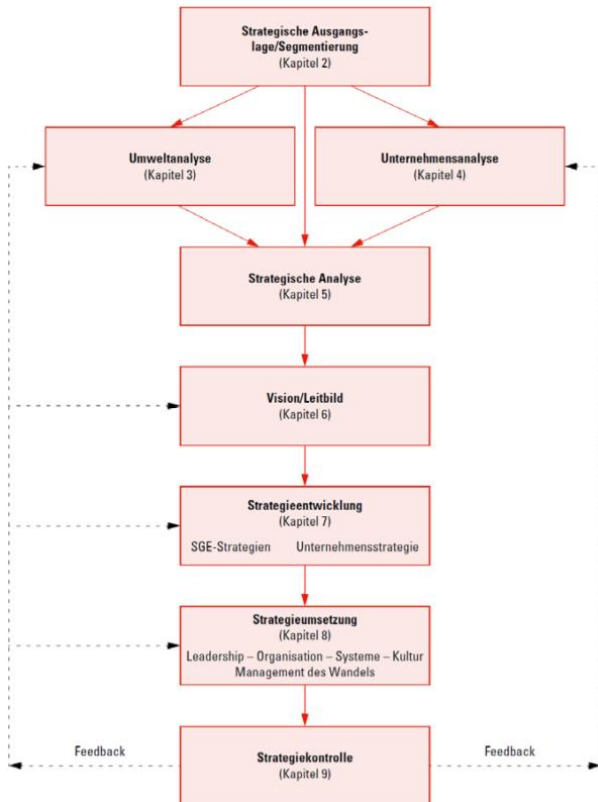 Strategische Ausgangs-
lage/Segmentierung
(Kapitel 2)
Umweltanalyse
(Kapitel 3)
Unternehmensanalyse
(Kapitel 4)
Strategische Analyse
(Kapitel 5)
Vision/Leitbild
(Kapitel 6)
Strategieentwicklung
(Kapitel 7)
SGE-Strategien Unternehmensstrategie
Strategieumsetzung
(Kapitel 8)
Leadership – Organisation – Systeme – Kultur
Management des Wandels
Feedback
Strategiekontrolle
(Kapitel 9)
Feedback